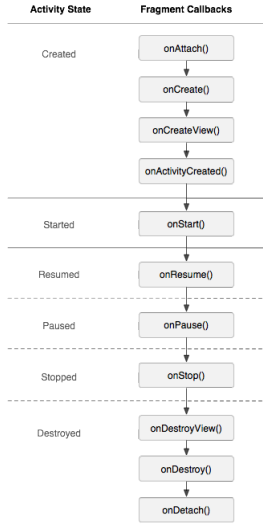 Activity State Fragment Callbacks
Created
onAttach()
onCreate()
onCreateView()
onActivityCreated()
Started
onStart()
Resumed
onResume()
Paused
onPause()
Stopped
onStop()
Destroyed
onDestroyView()
onDestroy()
onDetach()